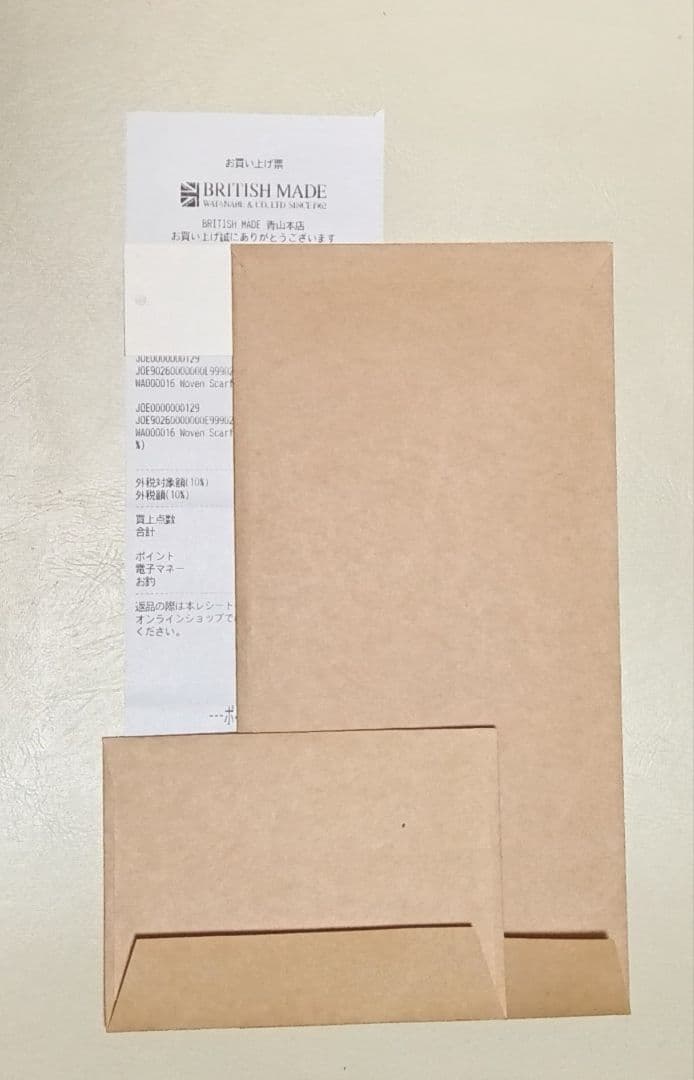 お買い上げ票
BRITISH MADE
WATANABE & CO., LTD SINCE 1962
BRITISH MADE 青山本店
お買い上げ誠にありがとうございます
JOE0000000129
JOE90260000000E99902
WA000016 Woven Scarf
JOE0000000129
JOE90260000000E99902
WA000016 Woven Scarf
%)
外税対象額(10%)
外税額(10%)
買上点数
合計
ポイント
電子マネー
お釣
返品の際は本レシート
オンラインショップで
ください。
---ポ